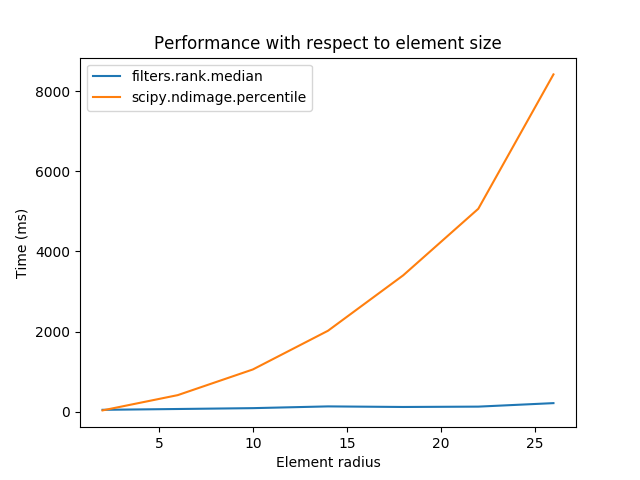 Performance with respect to element size
filters.rank.median
scipy.ndimage.percentile
8000
6000
4000
2000
0
Time (ms)
5 10 15 20 25
Element radius